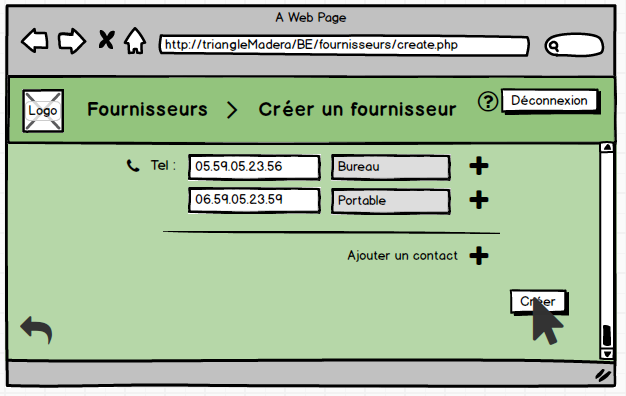 A Web Page
http://triangleMadera/BE/fournisseurs/create.php
Logo
Fournisseurs > Créer un fournisseur
? Déconnexion
Tel : 05.59.05.23.56 Bureau
06.59.05.23.59 Portable
Ajouter un contact
Créer